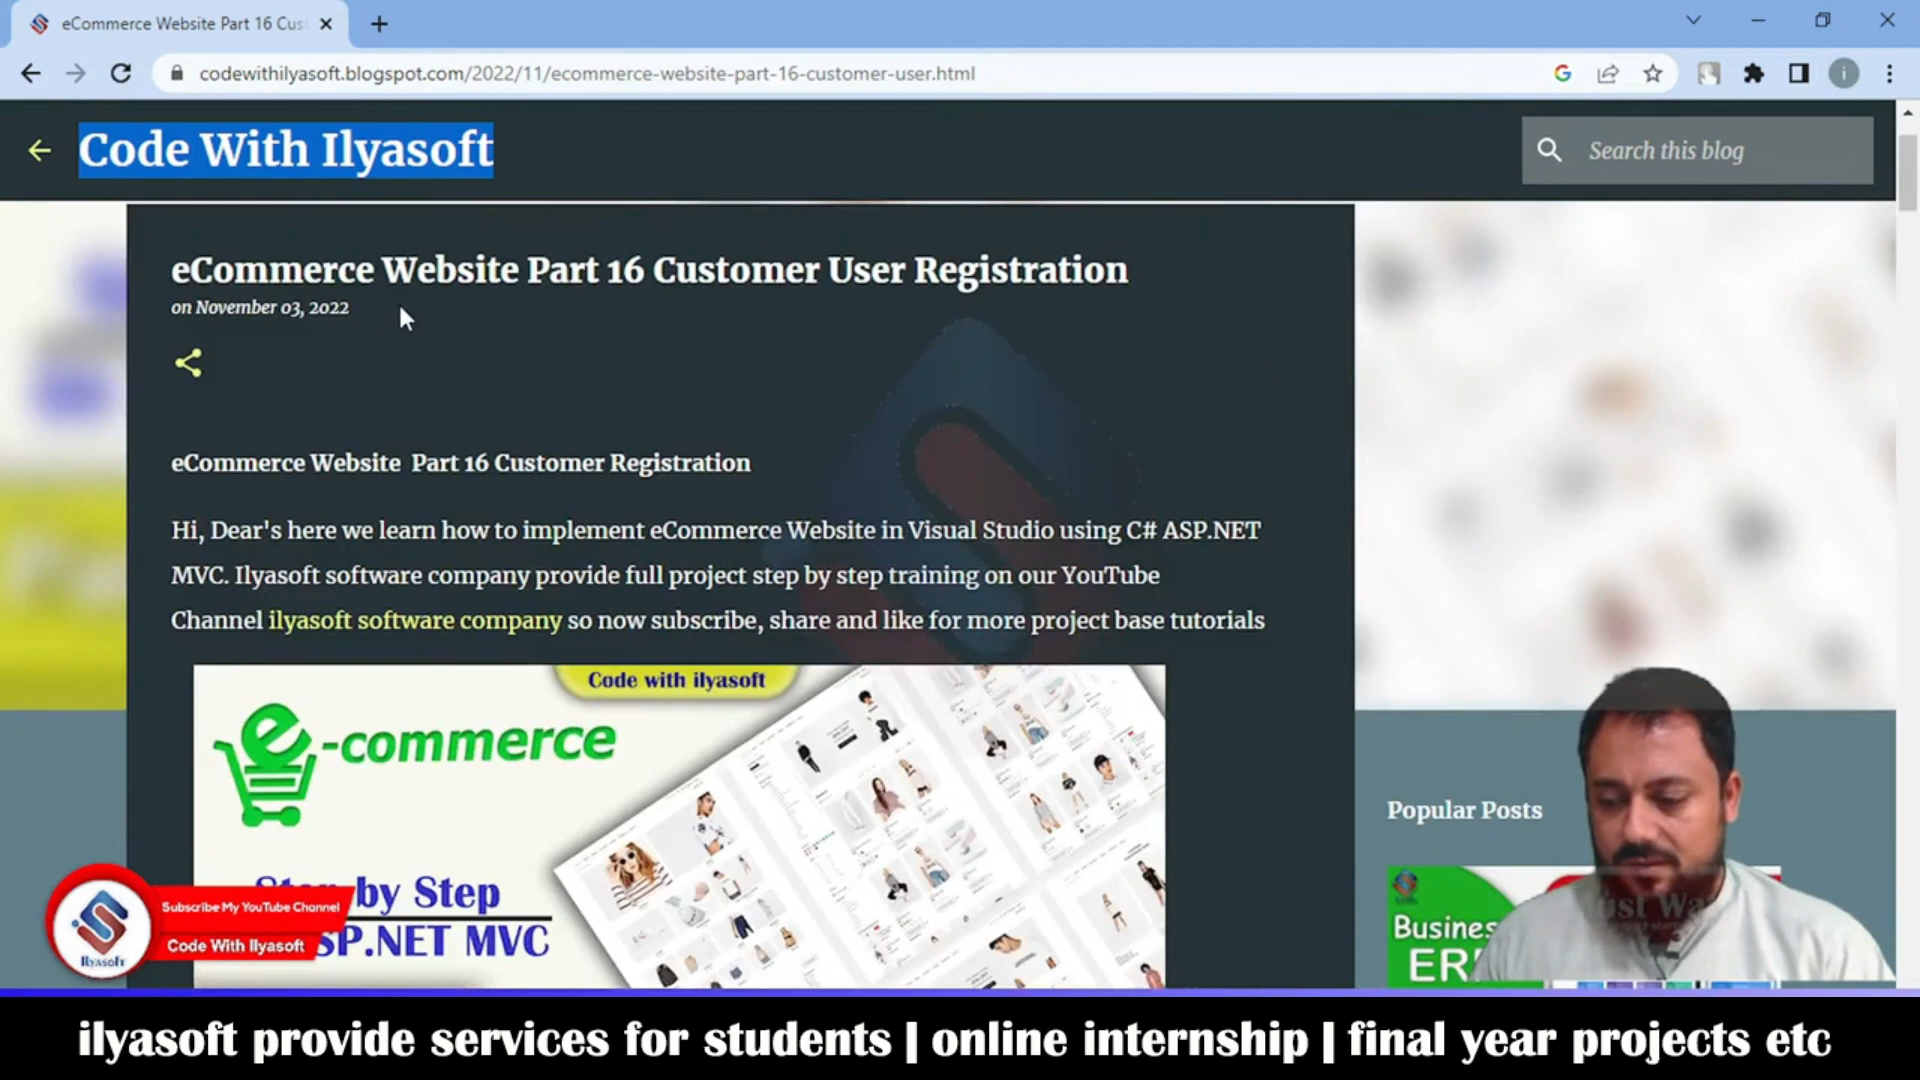 eCommerce Website Part 16 Cus
codewithilyasoft.blogspot.com/2022/11/ecommerce-website-part-16-customer-user.html
Code With Ilyasoft
Search this blog
eCommerce Website Part 16 Customer User Registration
on November 03, 2022
eCommerce Website Part 16 Customer Registration
Hi, Dear's here we learn how to implement eCommerce Website in Visual Studio using C# ASP.NET
MVC. Ilyasoft software company provide full project step by step training on our YouTube
Channel ilyasoft software company so now subscribe, share and like for more project base tutorials
Code with ilyasoft
e-commerce
by Step
SP.NET MVC
Subscribe My YouTube Channel
Code With Ilyasoft
Ilyasoft
Popular Posts
Business
ER
ilyasoft provide services for students | online internship | final year projects etc